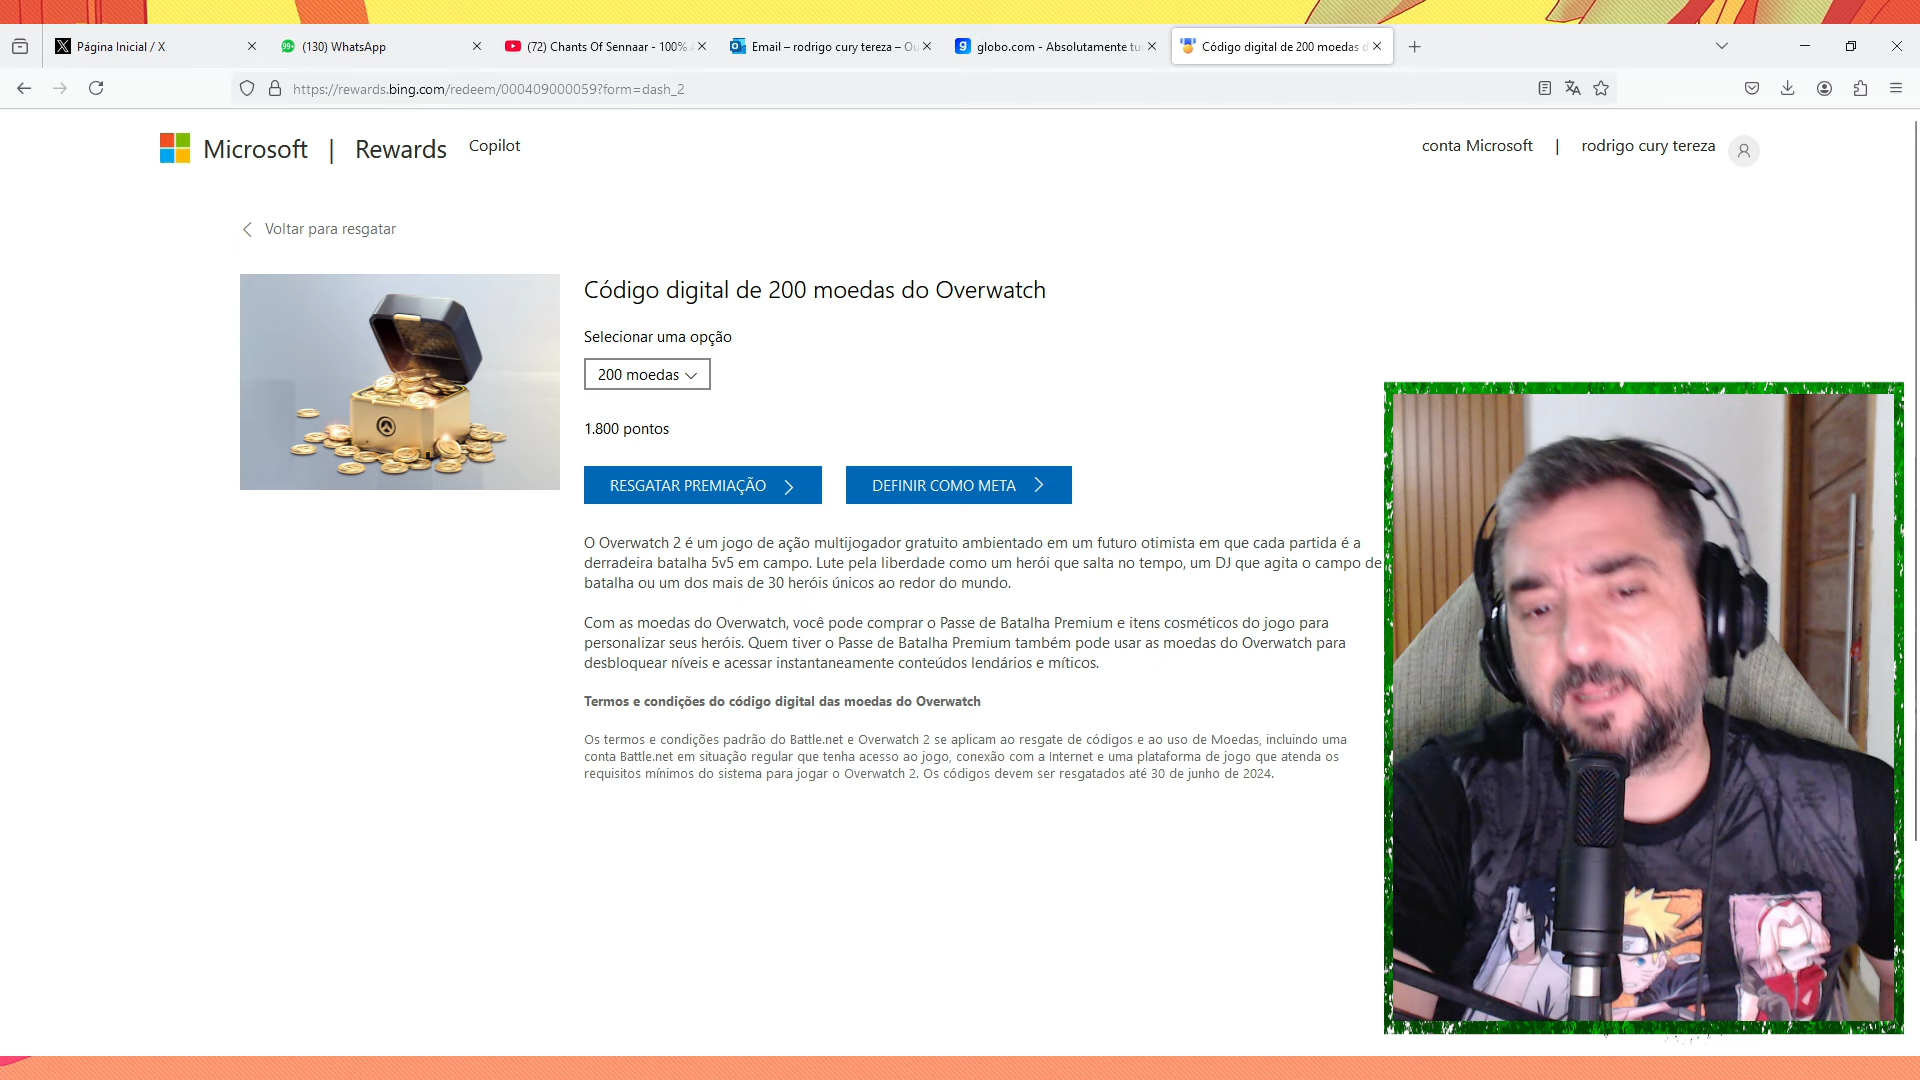 Página Inicial / X
(130) WhatsApp
(72) Chants Of Sennaar - 100%
Email – rodrigo cury tereza – Ou
globo.com - Absolutamente tu
Código digital de 200 moedas d
https://rewards.bing.com/redeem/000409000059?form=dash_2
Microsoft | Rewards Copilot
conta Microsoft | rodrigo cury tereza
Voltar para resgatar
Código digital de 200 moedas do Overwatch
Selecionar uma opção
200 moedas
1.800 pontos
RESGATAR PREMIAÇÃO
DEFINIR COMO META
O Overwatch 2 é um jogo de ação multijogador gratuito ambientado em um futuro otimista em que cada partida é a
derradeira batalha 5v5 em campo. Lute pela liberdade como um herói que salta no tempo, um DJ que agita o campo de
batalha ou um dos mais de 30 heróis únicos ao redor do mundo.
Com as moedas do Overwatch, você pode comprar o Passe de Batalha Premium e itens cosméticos do jogo para
personalizar seus heróis. Quem tiver o Passe de Batalha Premium também pode usar as moedas do Overwatch para
desbloquear níveis e acessar instantaneamente conteúdos lendários e míticos.
Termos e condições do código digital das moedas do Overwatch
Os termos e condições padrão do Battle.net e Overwatch 2 se aplicam ao resgate de códigos e ao uso de Moedas, incluindo uma
conta Battle.net em situação regular que tenha acesso ao jogo, conexão com a Internet e uma plataforma de jogo que atenda os
requisitos mínimos do sistema para jogar o Overwatch 2. Os códigos devem ser resgatados até 30 de junho de 2024.